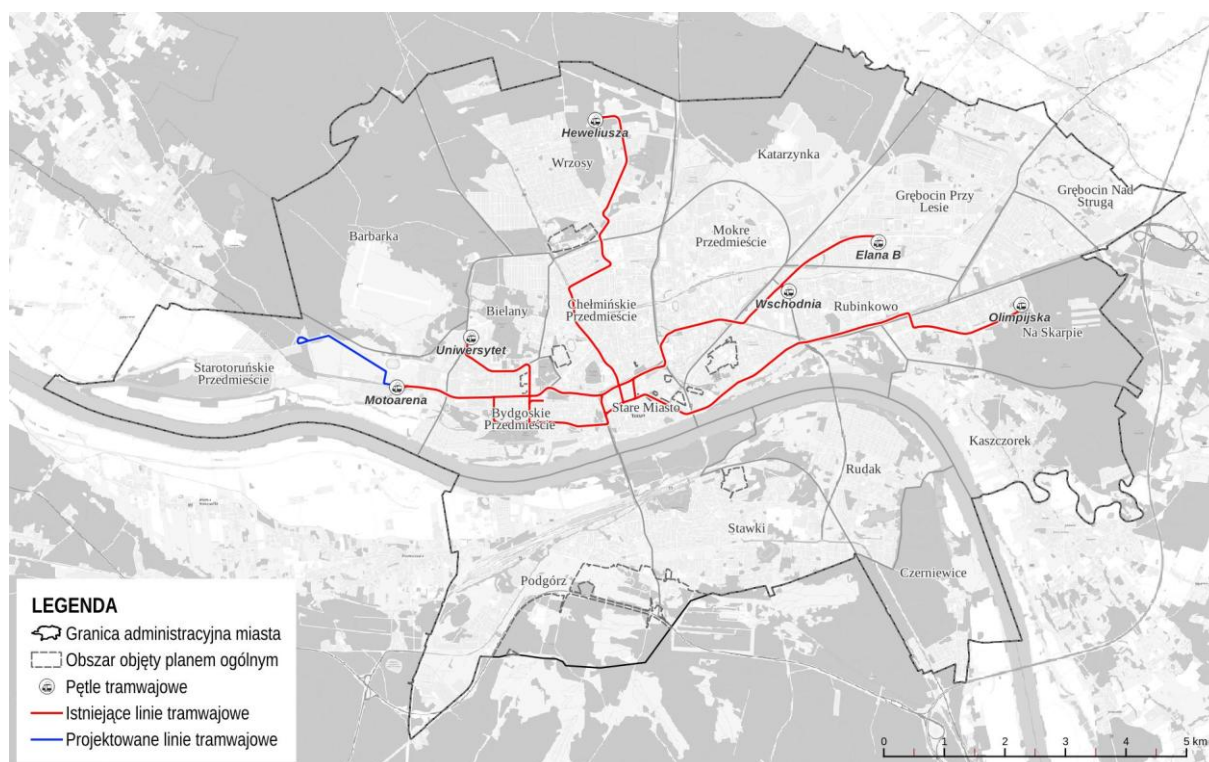 Heweliusza
Wrzosy
Katarzynka
Grębocin Przy
Lesie
Grębocin Nad
Strugą
Barbarka
Mokre
Przedmieście
Elana B
Wschodnia
Bielany
Chełmińskie
Przedmieście
Rubinkowo
Olimpijska
Na Skarpie
Uniwersytet
Starotoruńskie
Przedmieście
Motoarena
Bydgoskie
Przedmieście
Stare Miasto
Kaszczorek
Rudak
Stawki
Podgórz
Czerniewice
LEGENDA
Granica administracyjna miasta
Obszar objęty planem ogólnym
Pętle tramwajowe
Istniejące linie tramwajowe
Projektowane linie tramwajowe
0 1 2 3 4 5 km